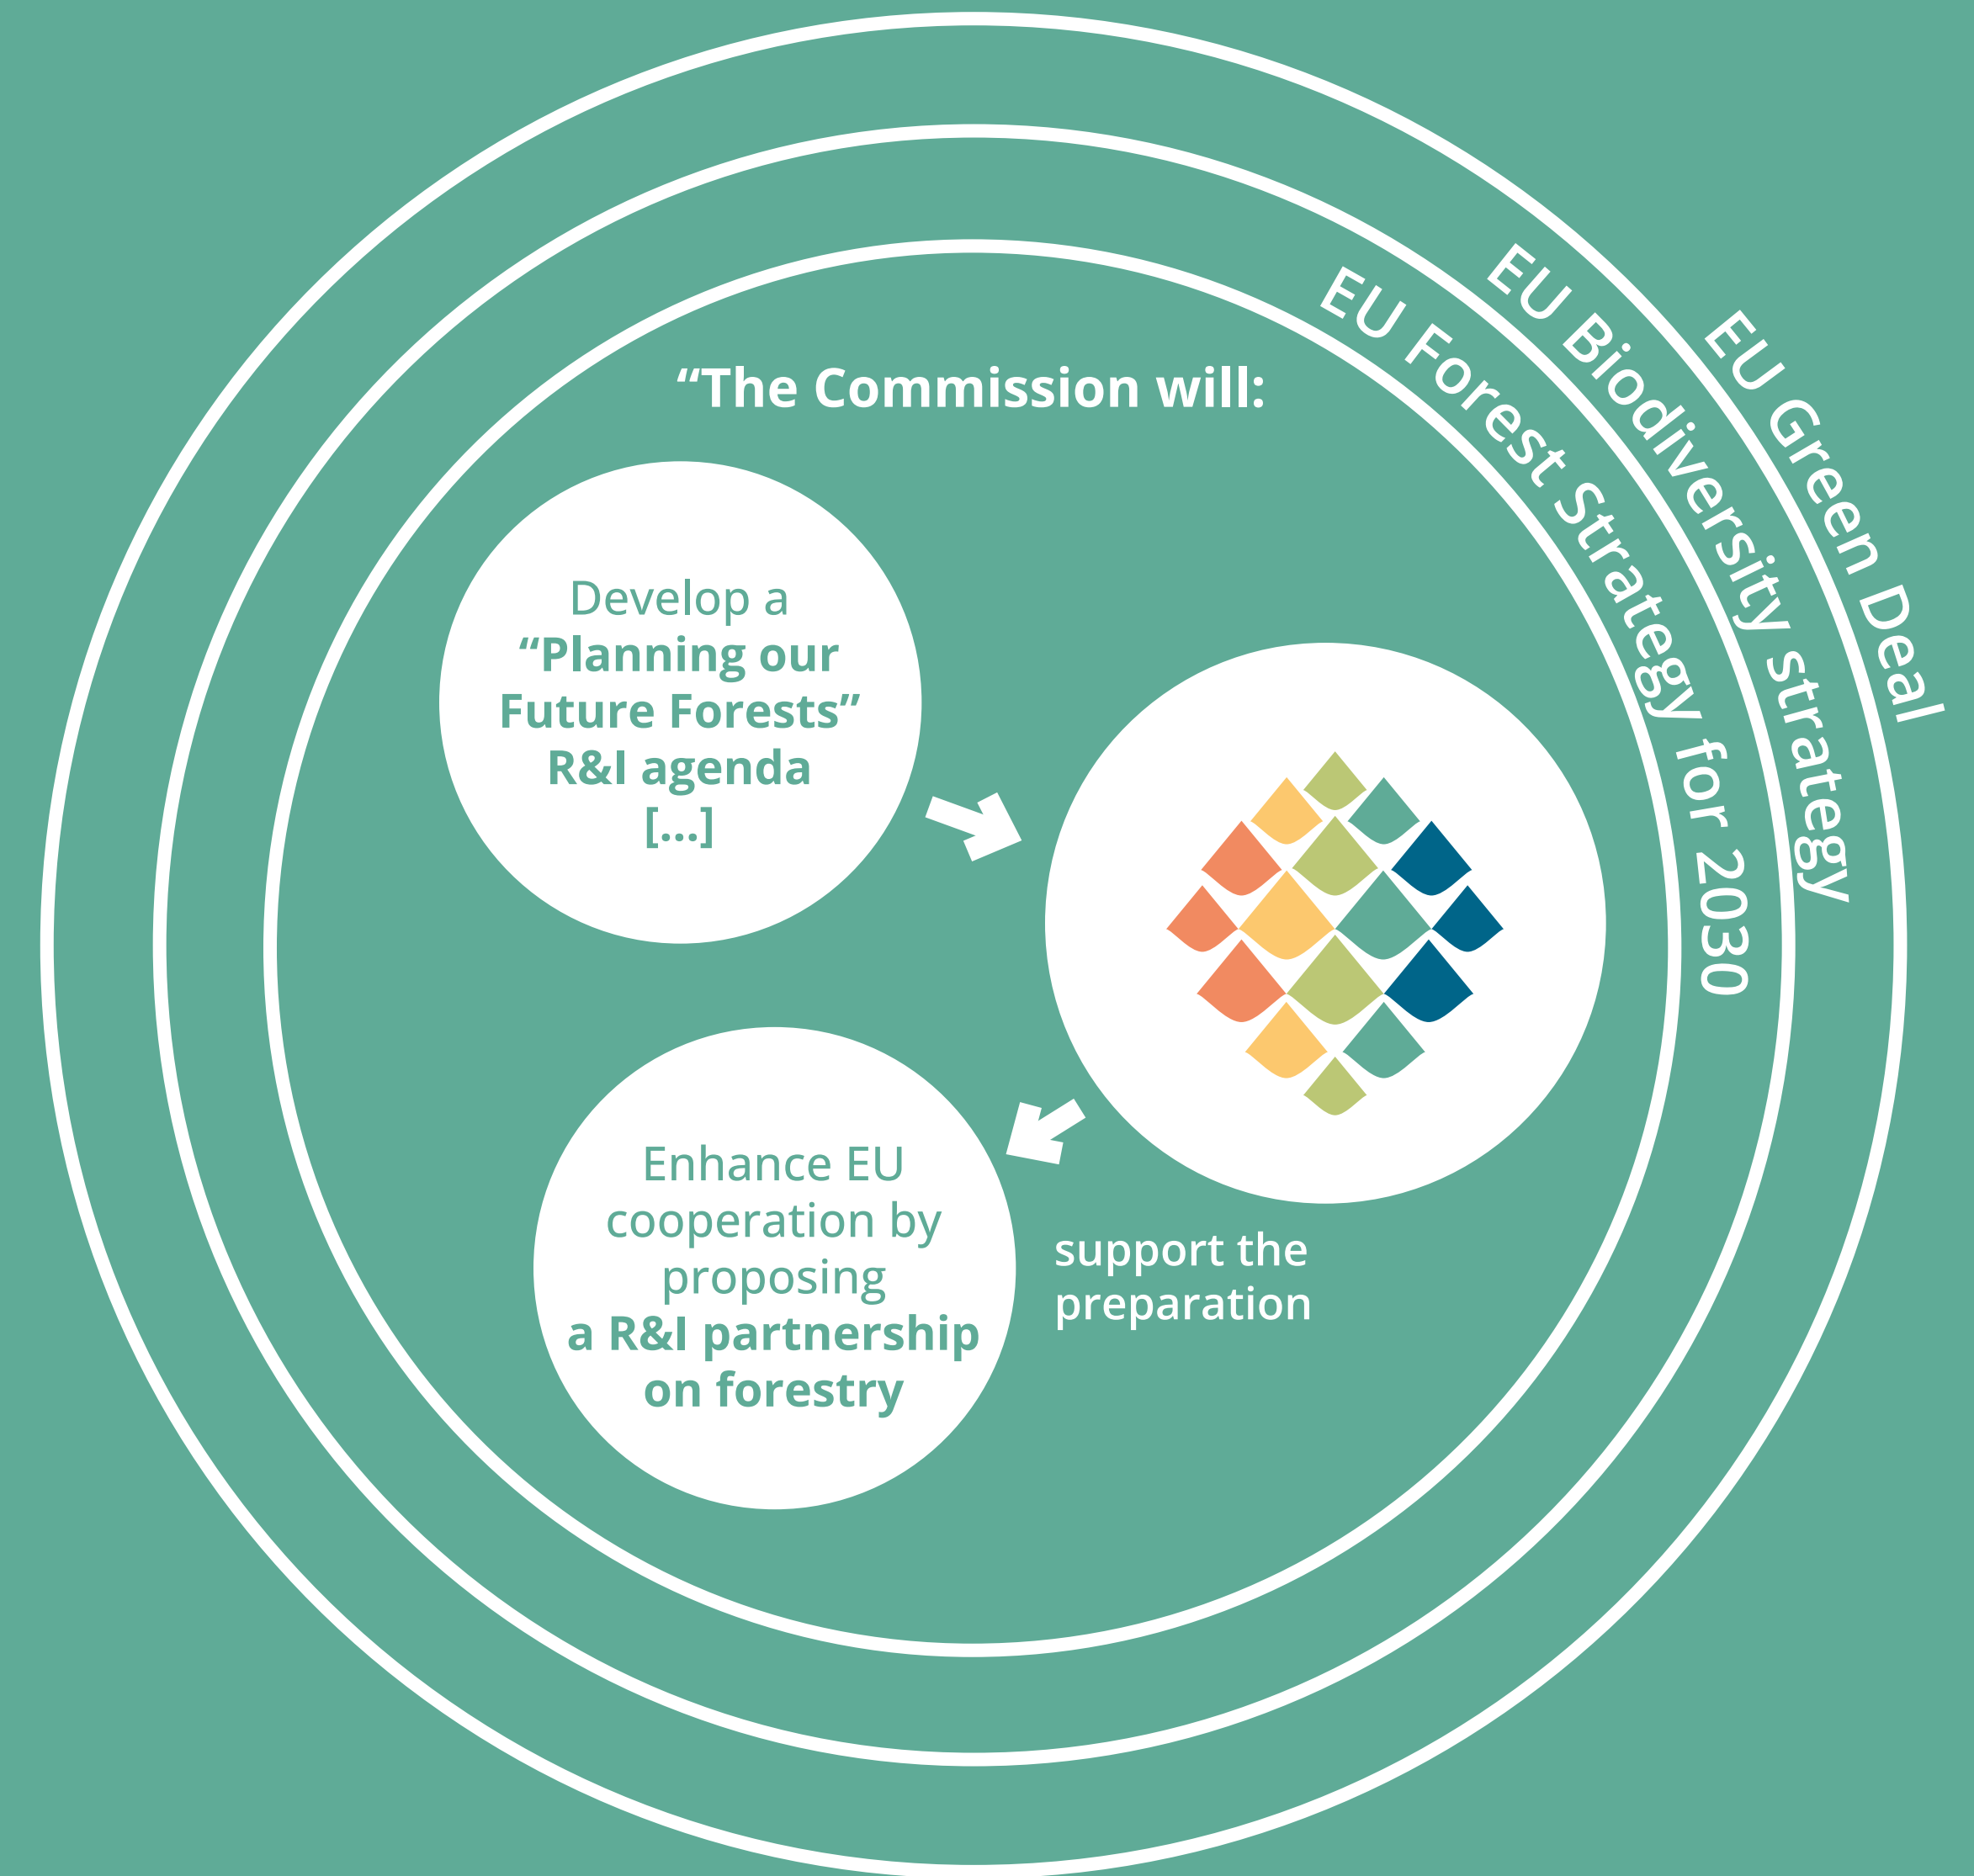 “The Commission will:
Develop a
“Planning our
Future Forests”
R&I agenda
[...]
Enhance EU
cooperation by
proposing
a R&I partnership
on forestry
support the
preparation
EU Forest Strategy for 2030
EU Biodiversity strategy
EU Green Deal